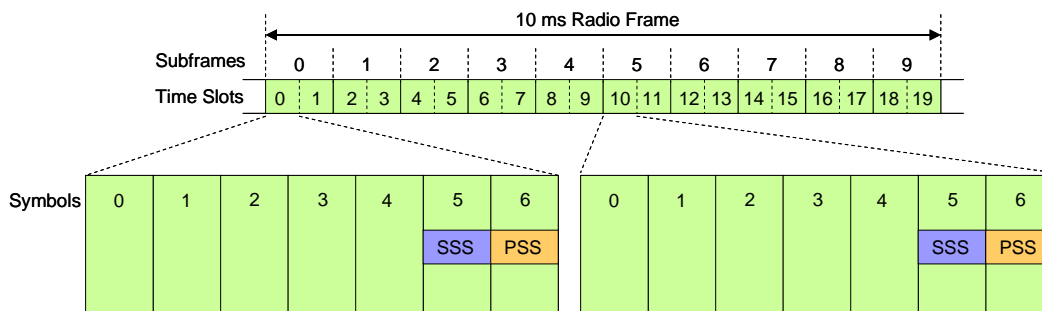 10 ms Radio Frame
Subframes 0 1 2 3 4 5 6 7 8 9
Time Slots 0 1 2 3 4 5 6 7 8 9 10 11 12 13 14 15 16 17 18 19
Symbols 0 1 2 3 4 5 6 0 1 2 3 4 5 6
SSS PSS SSS PSS